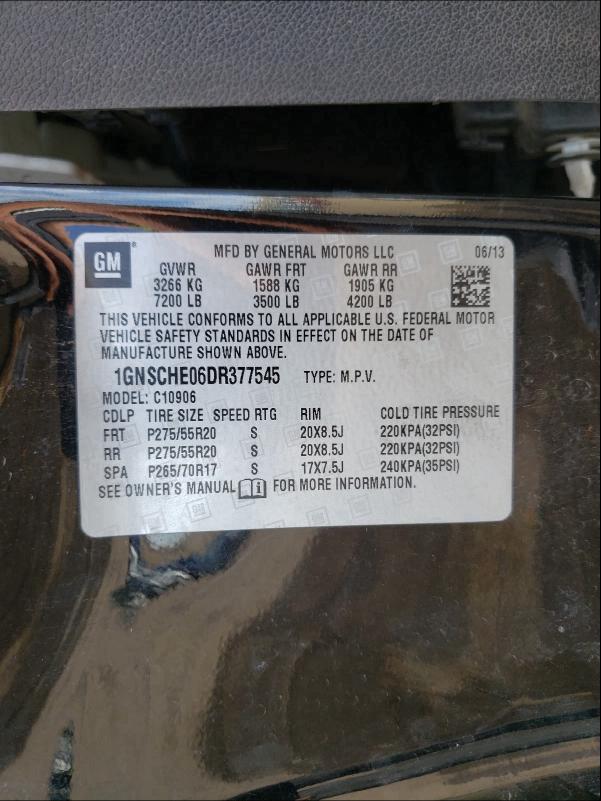 GM ® MFD BY GENERAL MOTORS LLC 06/13
GVWR GAWR FRT GAWR RR
3266 KG 1588 KG 1905 KG
7200 LB 3500 LB 4200 LB
THIS VEHICLE CONFORMS TO ALL APPLICABLE U.S. FEDERAL MOTOR
VEHICLE SAFETY STANDARDS IN EFFECT ON THE DATE OF
MANUFACTURE SHOWN ABOVE.
1GNSCHE06DR377545 TYPE: M.P.V.
MODEL: C10906
CDLP TIRE SIZE SPEED RTG RIM COLD TIRE PRESSURE
FRT P275/55R20 S 20X8.5J 220KPA(32PSI)
RR P275/55R20 S 20X8.5J 220KPA(32PSI)
SPA P265/70R17 S 17X7.5J 240KPA(35PSI)
SEE OWNER'S MANUAL FOR MORE INFORMATION.